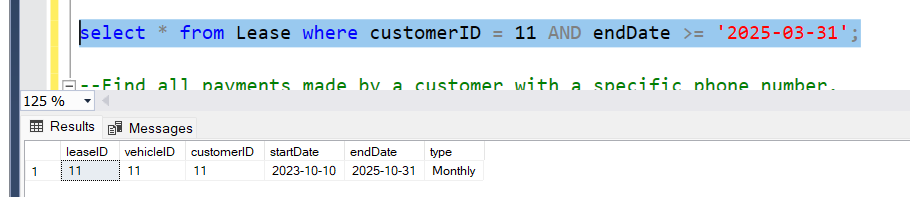 select * from Lease where customerID = 11 AND endDate >= '2025-03-31';
--Find all payments made by a customer with a specific phone number.
125 %
Results Messages
leaseID vehicleID customerID startDate endDate type
1 11 11 11 2023-10-10 2025-10-31 Monthly